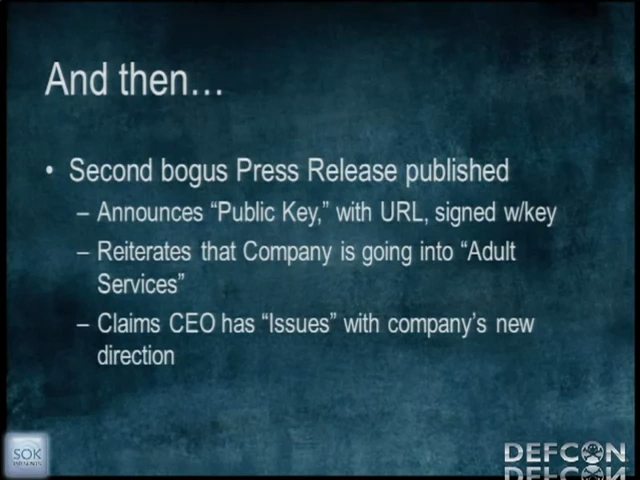 And then…
• Second bogus Press Release published
– Announces “Public Key,” with URL, signed w/key
– Reiterates that Company is going into “Adult
Services”
– Claims CEO has “Issues” with company’s new
direction
SOK
DEFCON